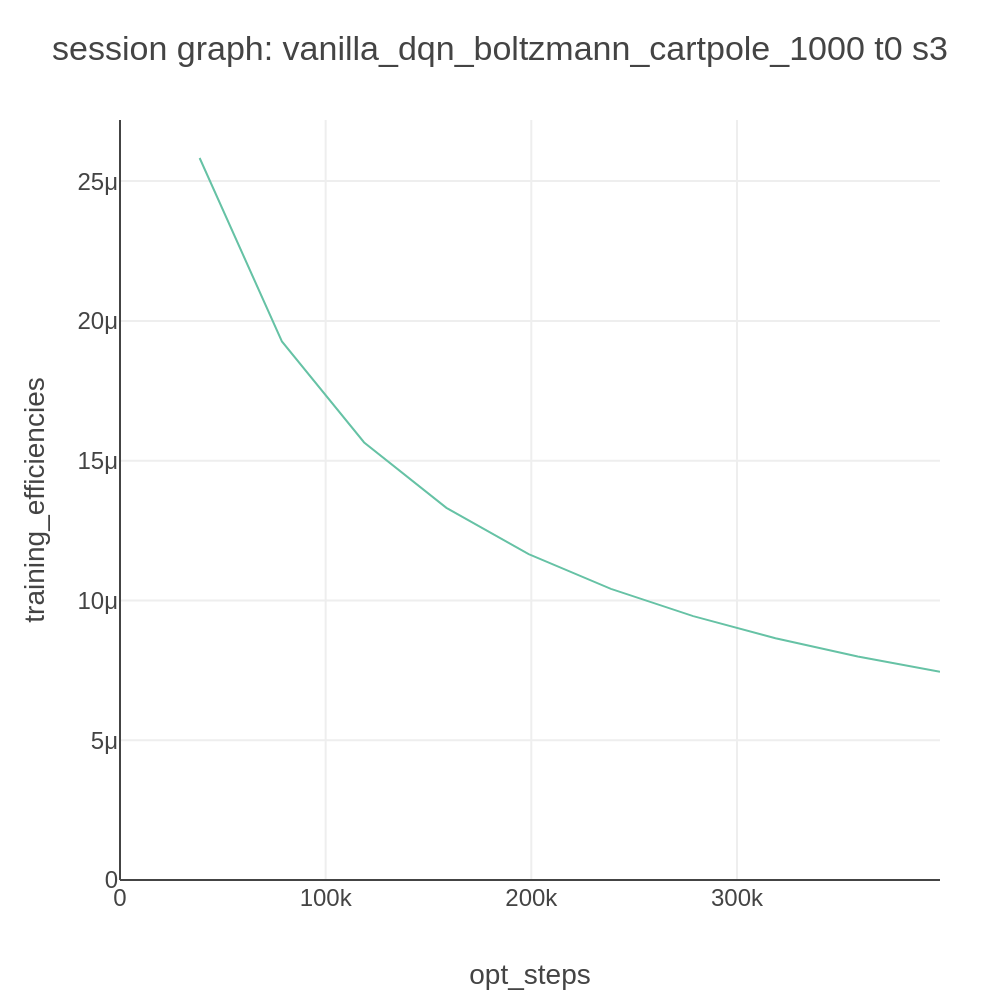 session graph: vanilla_dqn_boltzmann_cartpole_1000 t0 s3
25μ
20μ
15μ
10μ
5μ
0
0 100k 200k 300k
training_efficiencies
opt_steps